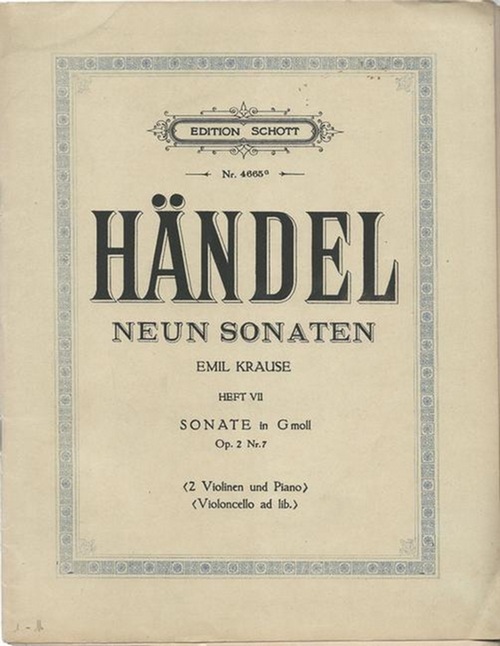 EDITION SCHOTT
Nr. 4665a
HÄNDEL
NEUN SONATEN
EMIL KRAUSE
HEFT VII
SONATE in G moll
Op. 2 Nr. 7
(2 Violinen und Piano)
(Violoncello ad lib.)